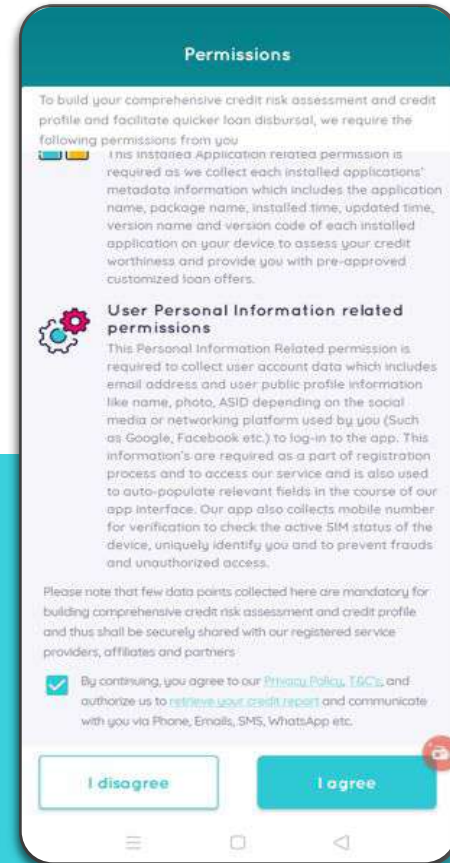 Permissions
To build your comprehensive credit risk assessment and credit
profile and facilitate quicker loan disbursal, we require the
following permissions from you
This Installed Application related permission is
required as we collect each installed applications'
metadata information which includes the application
name, package name, installed time, updated time,
version name and version code of each installed
application on your device to assess your credit
worthiness and provide you with pre-approved
customized loan offers.
User Personal Information related
permissions
This Personal Information Related permission is
required to collect user account data which includes
email address and user public profile information
like name, photo, ASID depending on the social
media or networking platform used by you (Such
as Google, Facebook etc.) to log-in to the app. This
information's are required as a part of registration
process and to access our service and is also used
to auto-populate relevant fields in the course of our
app interface. Our app also collects mobile number
for verification to check the active SIM status of the
device, uniquely identify you and to prevent frauds
and unauthorized access.
Please note that few data points collected here are mandatory for
building comprehensive credit risk assessment and credit profile
and thus shall be securely shared with our registered service
providers, affiliates and partners
By continuing, you agree to our Privacy Policy, T&C's, and
authorize us to retrieve your credit report and communicate
with you via Phone, Emails, SMS, WhatsApp etc.
I disagree
I agree